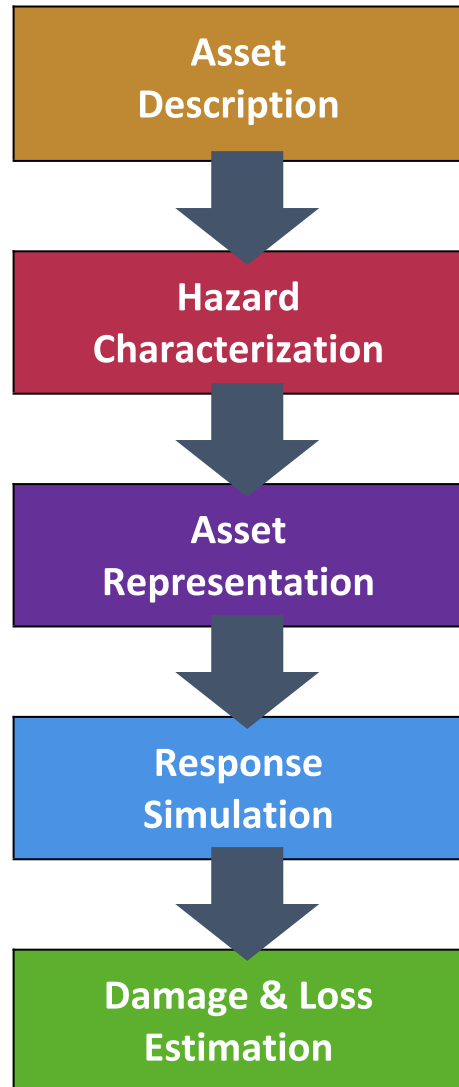 Asset
Description
Hazard
Characterization
Asset
Representation
Response
Simulation
Damage & Loss
Estimation